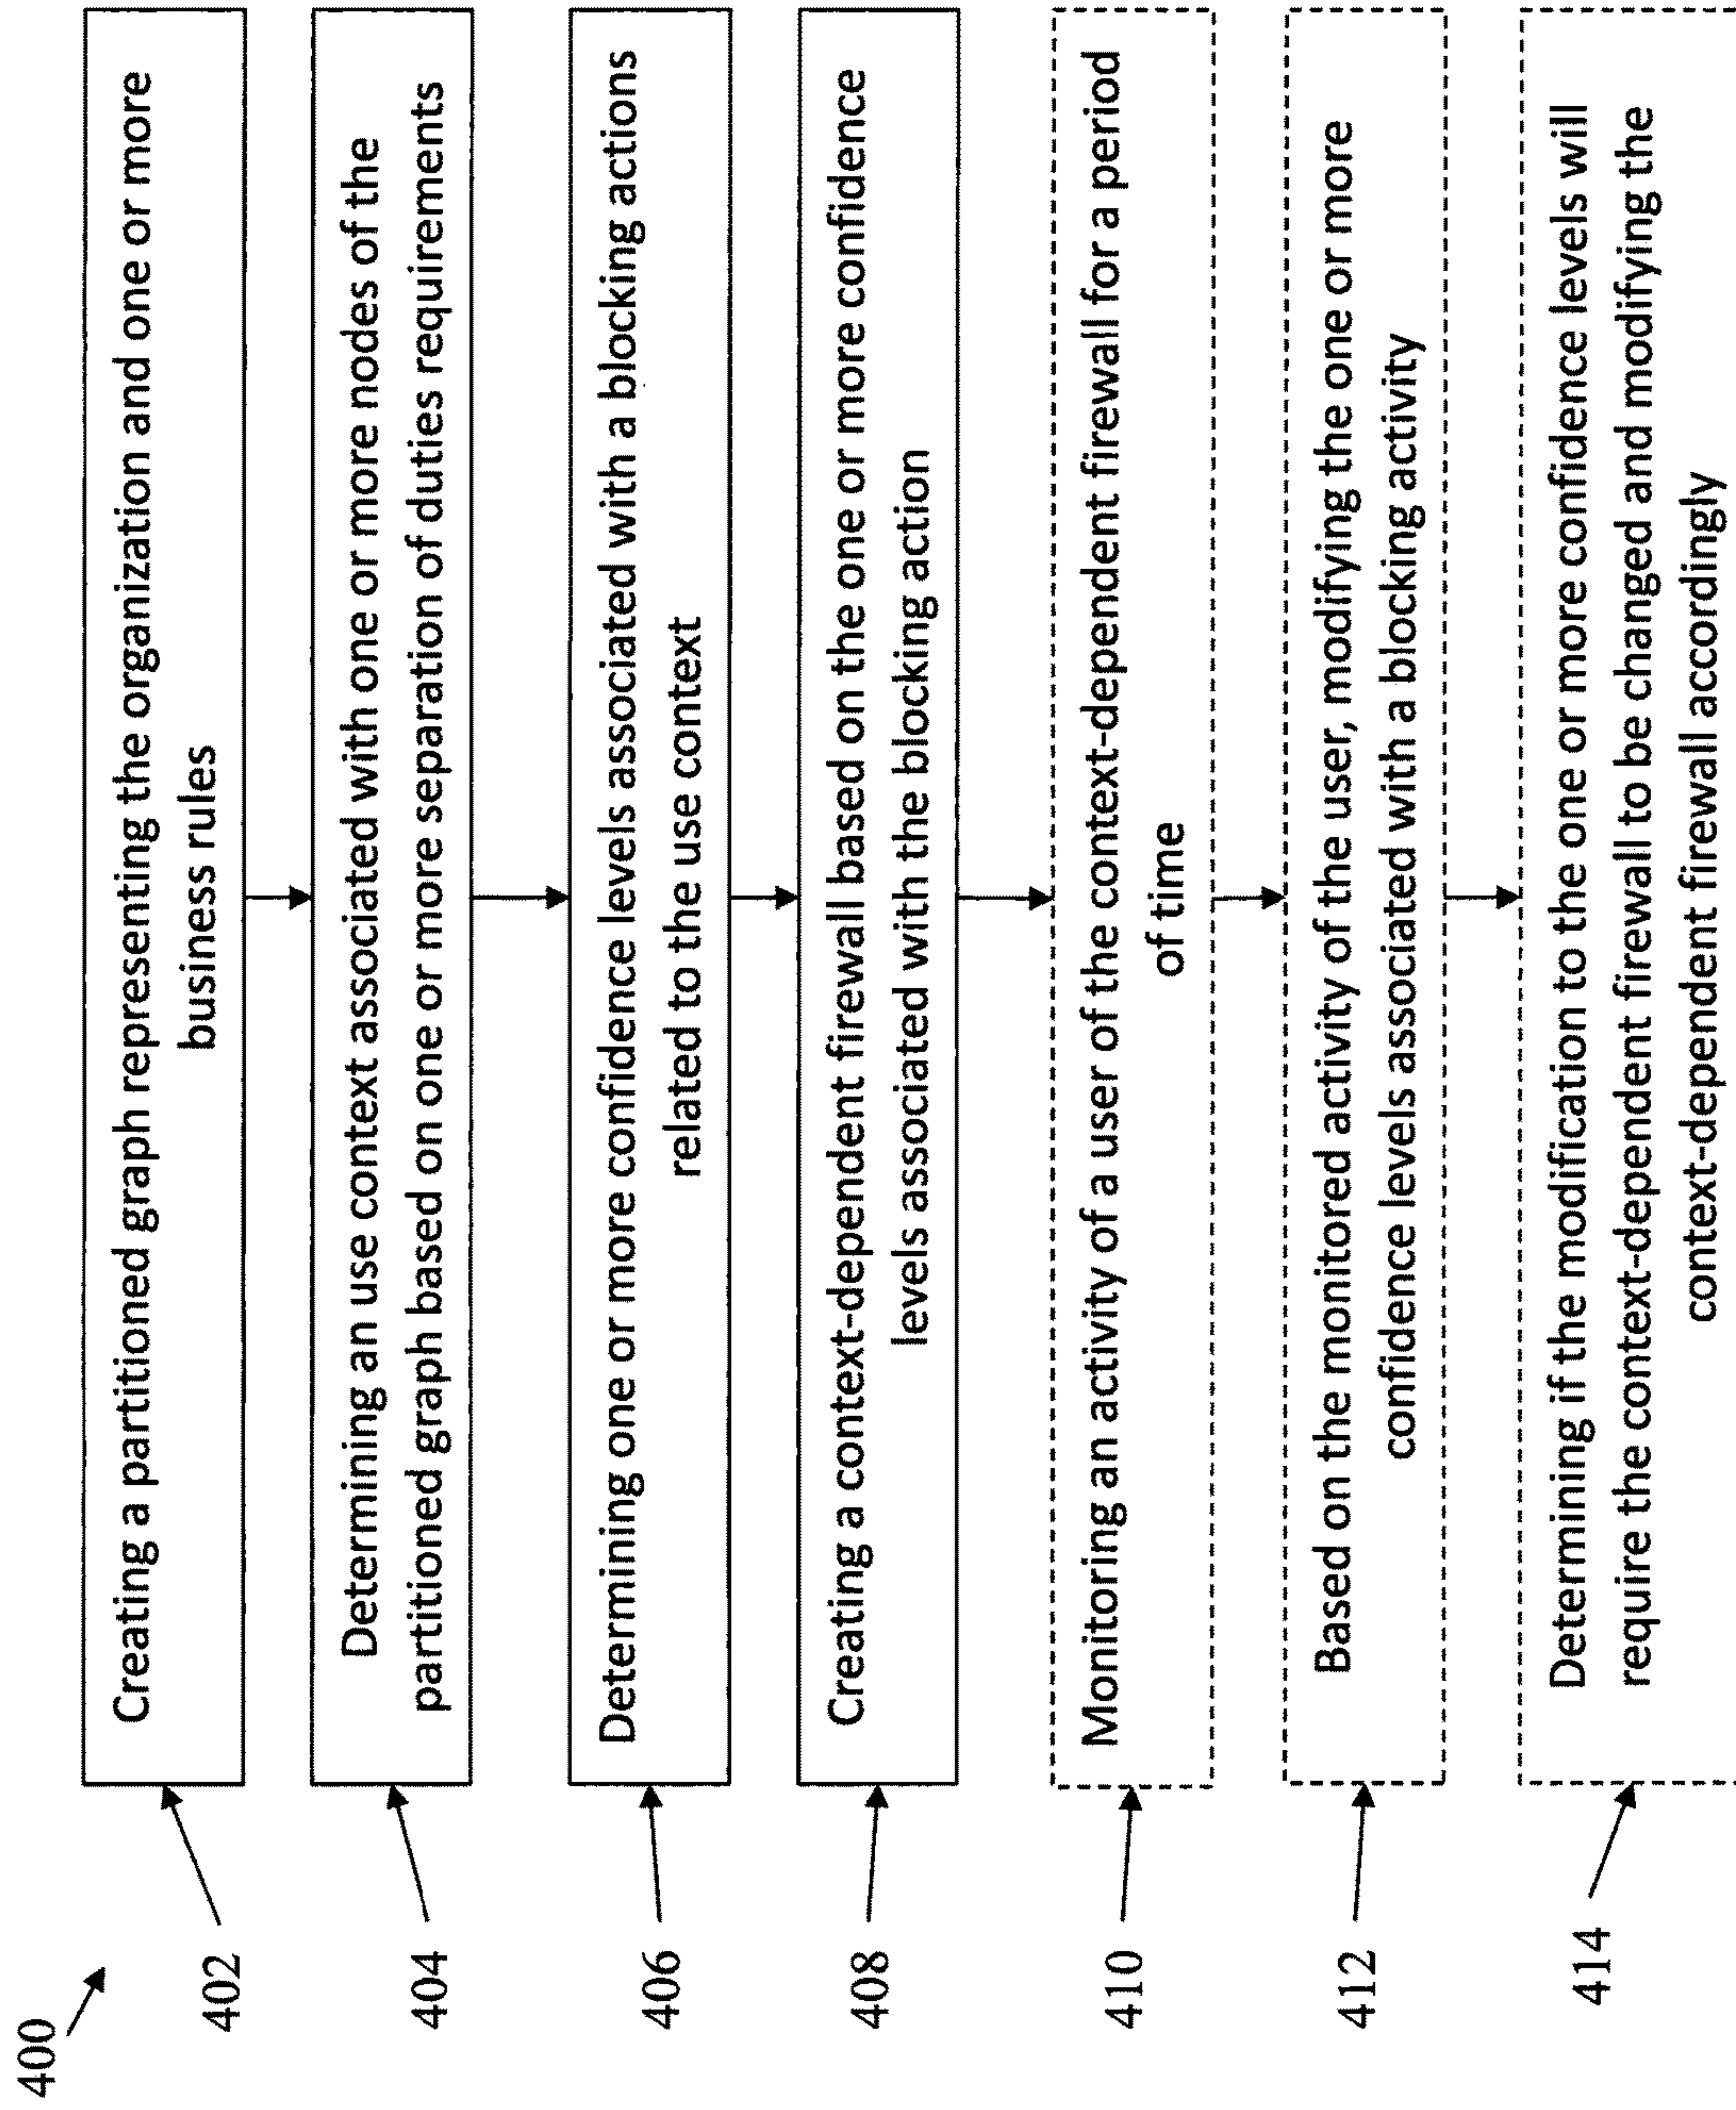 400
402
Creating a partitioned graph representing the organization and one or more
business rules
404
Determining an use context associated with one or more nodes of the
partitioned graph based on one or more separation of duties requirements
406
Determining one or more confidence levels associated with a blocking actions
related to the use context
408
Creating a context-dependent firewall based on the one or more confidence
levels associated with the blocking action
410
Monitoring an activity of a user of the context-dependent firewall for a period
of time
412
Based on the monitored activity of the user, modifying the one or more
confidence levels associated with a blocking activity
414
Determining if the modification to the one or more confidence levels will
require the context-dependent firewall to be changed and modifying the
context-dependent firewall accordingly